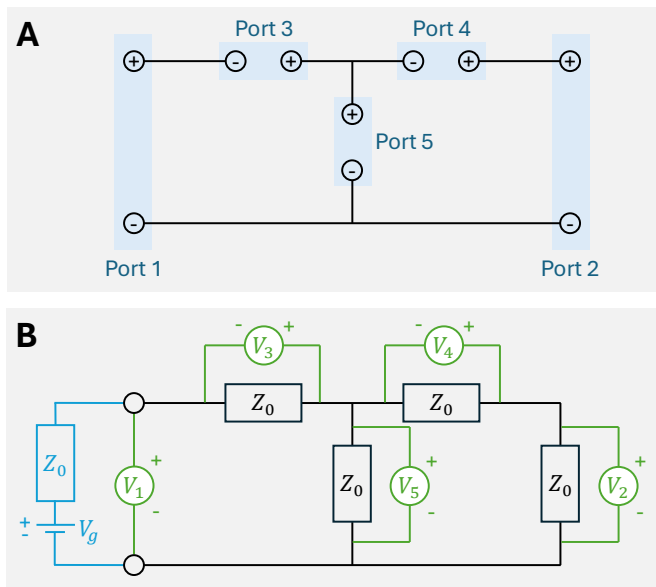 A
Port 3
Port 4
+
-
+
-
+
+
+
Port 5
-
-
-
Port 1
Port 2
B
-
+
-
+
V₃
V₄
Z₀
Z₀
Z₀
+
V₁
-
Z₀
+
V₅
-
Z₀
+
V₂
-
+
-
V_g